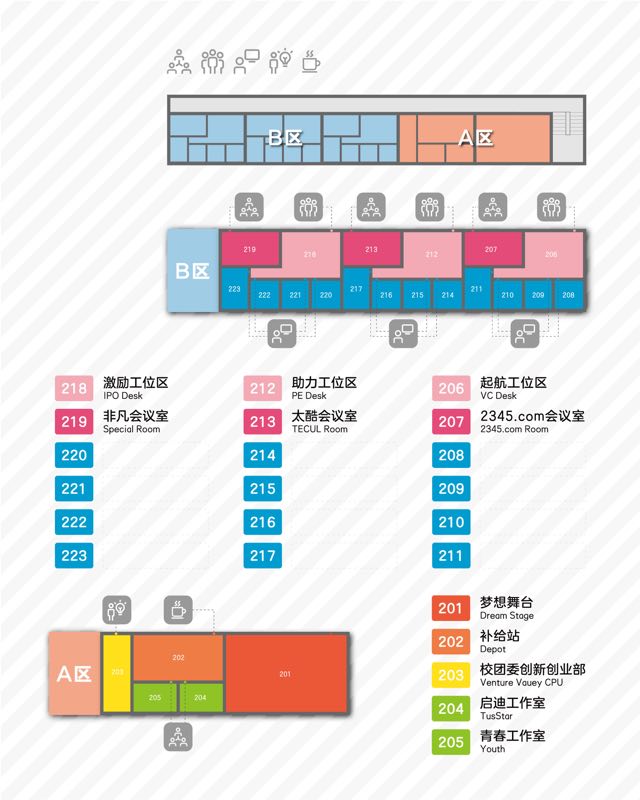 B区
A区
B区
219
218
213
212
207
206
223
222
221
220
217
216
215
214
211
210
209
208
218 激励工位区
IPO Desk
219 非凡会议室
Special Room
220
221
222
223
212 助力工位区
PE Desk
213 太酷会议室
TECUL Room
214
215
216
217
206 起航工位区
VC Desk
207 2345.com会议室
2345.com Room
208
209
210
211
A区
203
202
201
205
204
201 梦想舞台
Dream Stage
202 补给站
Depot
203 校团委创新创业部
Venture Vauey CPU
204 启迪工作室
TusStar
205 青春工作室
Youth